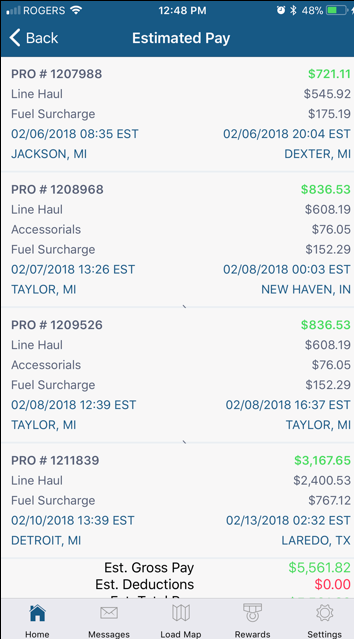 ROGERS 12:48 PM 48%
Back Estimated Pay
PRO # 1207988 $721.11
Line Haul $545.92
Fuel Surcharge $175.19
02/06/2018 08:35 EST 02/06/2018 20:04 EST
JACKSON, MI DEXTER, MI
PRO # 1208968 $836.53
Line Haul $608.19
Accessorials $76.05
Fuel Surcharge $152.29
02/07/2018 13:26 EST 02/08/2018 00:03 EST
TAYLOR, MI NEW HAVEN, IN
PRO # 1209526 $836.53
Line Haul $608.19
Accessorials $76.05
Fuel Surcharge $152.29
02/08/2018 12:39 EST 02/08/2018 16:37 EST
TAYLOR, MI TAYLOR, MI
PRO # 1211839 $3,167.65
Line Haul $2,400.53
Fuel Surcharge $767.12
02/10/2018 13:39 EST 02/13/2018 02:32 EST
DETROIT, MI LAREDO, TX
Est. Gross Pay $5,561.82
Est. Deductions $0.00
Home Messages Load Map Rewards Settings